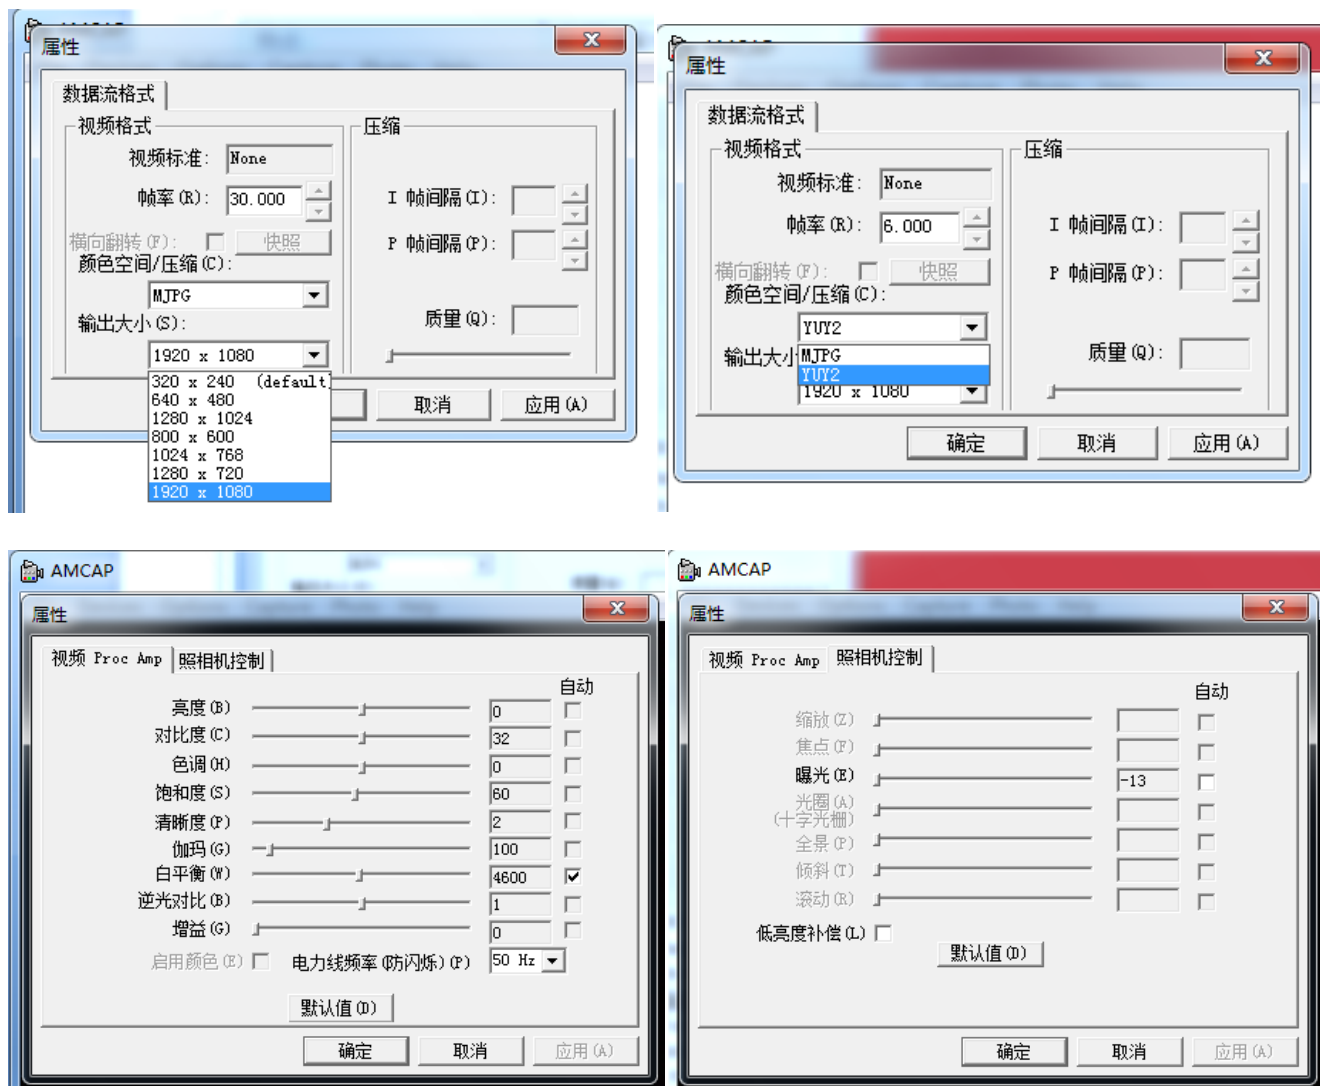 属性
数据流格式
视频格式
视频标准: None
帧率(R): 30.000
横向翻转(F): 快照
颜色空间/压缩(C):
MJPG
输出大小(S):
1920 x 1080
320 x 240 (default)
640 x 480
1280 x 1024
800 x 600
1024 x 768
1280 x 720
1920 x 1080
压缩
I 帧间隔(I):
P 帧间隔(P):
质量(Q):
取消 应用(A)
属性
数据流格式
视频格式
视频标准: None
帧率(R): 6.000
横向翻转(F): 快照
颜色空间/压缩(C):
YUY2
MJPG
YUY2
输出大小
1920 x 1080
压缩
I 帧间隔(I):
P 帧间隔(P):
质量(Q):
确定 取消 应用(A)
AMCAP
属性
视频 Proc Amp 照相机控制
自动
亮度(B) 0
对比度(C) 32
色调(H) 0
饱和度(S) 60
清晰度(P) 2
伽玛(G) 100
白平衡(W) 4600
逆光对比(B) 1
增益(G) 0
启用颜色(E) 电力线频率(防闪烁)(P) 50 Hz
默认值(D)
确定 取消 应用(A)
AMCAP
属性
视频 Proc Amp 照相机控制
自动
缩放(Z)
焦点(F)
曝光(E) -13
光圈(A)
(十字光栅)
全景(P)
倾斜(T)
滚动(R)
低亮度补偿(L)
默认值(D)
确定 取消 应用(A)